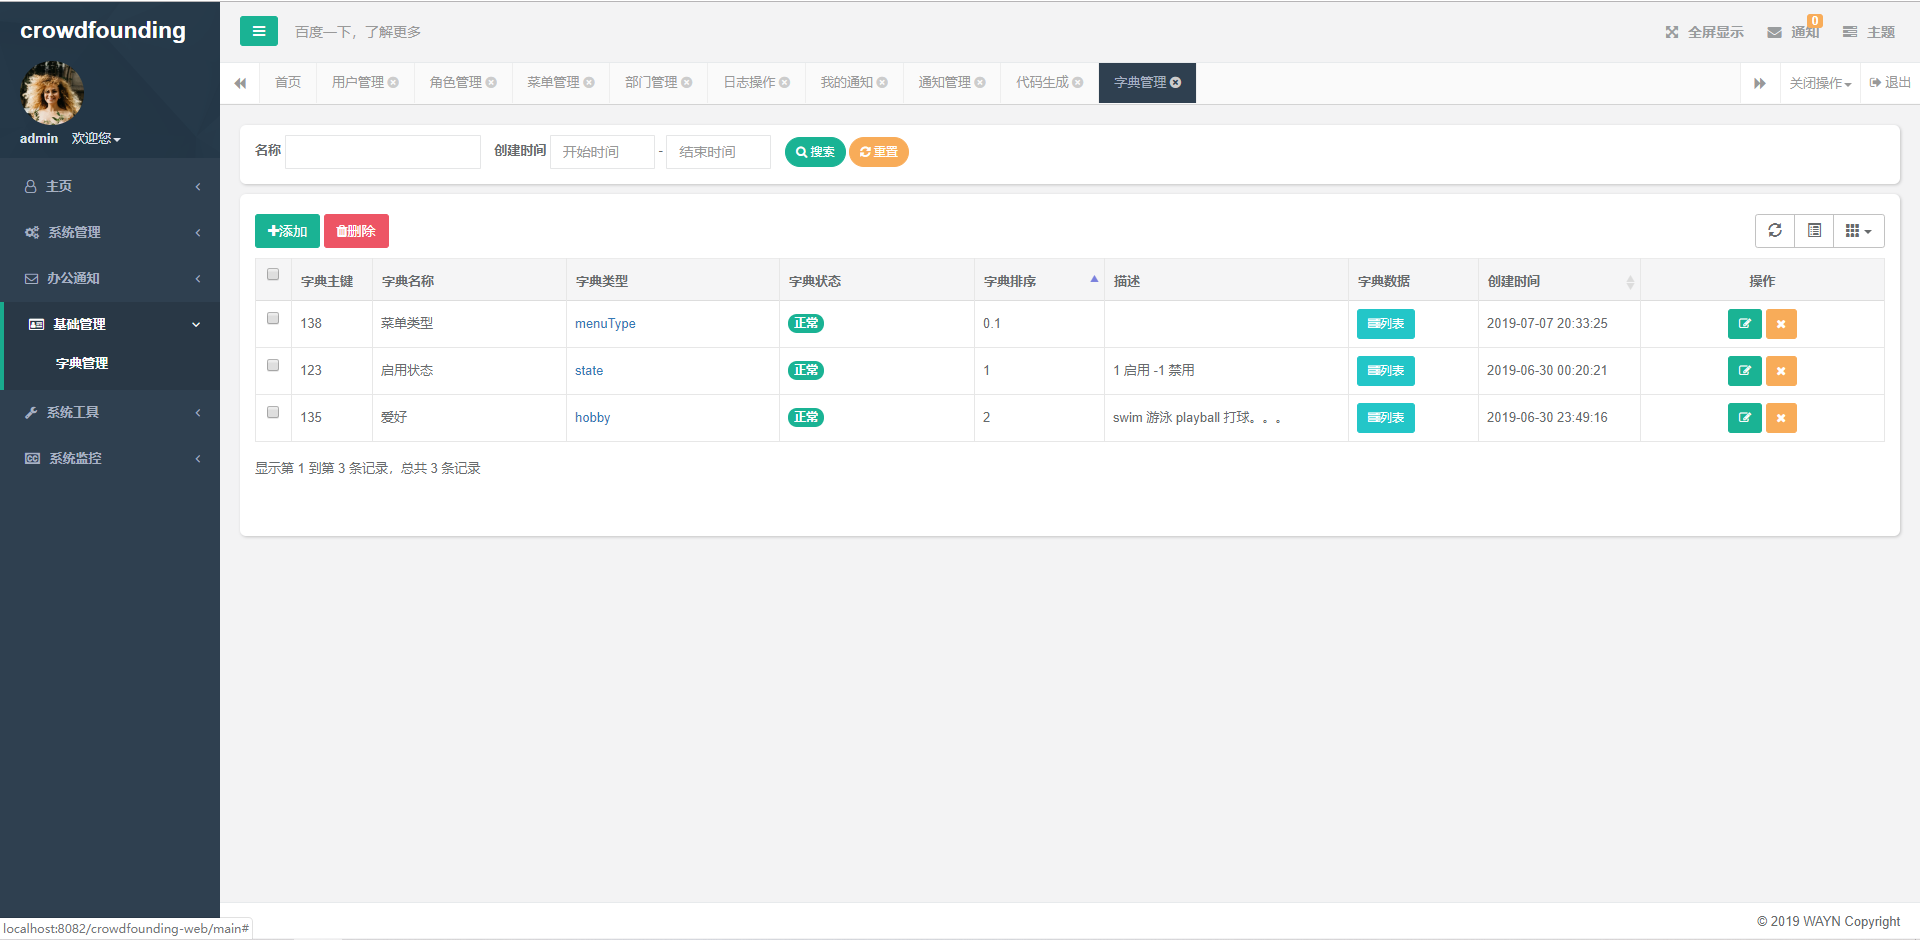 crowdfounding
admin 欢迎您
主页
系统管理
办公通知
基础管理
字典管理
系统工具
系统监控
百度一下，了解更多
全屏显示 通知 0 主题
首页 用户管理 角色管理 菜单管理 部门管理 日志操作 我的通知 通知管理 代码生成 字典管理 关闭操作 退出
名称 创建时间 开始时间 - 结束时间 搜索 重置
添加 删除
字典主键 字典名称 字典类型 字典状态 字典排序 描述 字典数据 创建时间 操作
138 菜单类型 menuType 正常 0.1 列表 2019-07-07 20:33:25
123 启用状态 state 正常 1 1 启用 -1 禁用 列表 2019-06-30 00:20:21
135 爱好 hobby 正常 2 swim 游泳 playball 打球。。。 列表 2019-06-30 23:49:16
显示第 1 到第 3 条记录，总共 3 条记录
© 2019 WAYN Copyright
localhost:8082/crowdfounding-web/main#